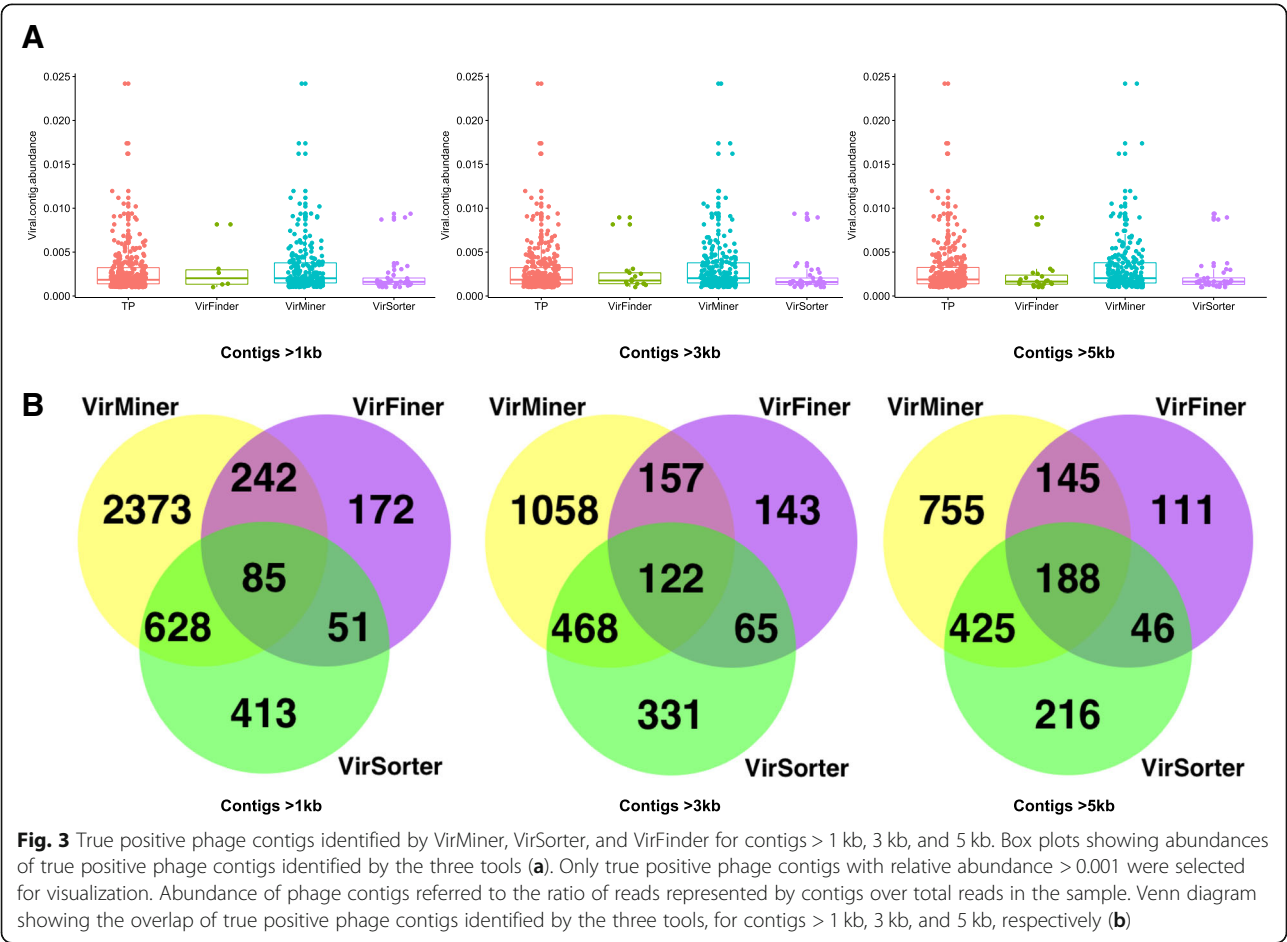 A
0.025
0.020
0.015
0.010
0.005
0.000
Viral.contig.abundance
TP VirFinder VirMiner VirSorter
Contigs >1kb
0.025
0.020
0.015
0.010
0.005
0.000
Viral.contig.abundance
TP VirFinder VirMiner VirSorter
Contigs >3kb
0.025
0.020
0.015
0.010
0.005
0.000
Viral.contig.abundance
TP VirFinder VirMiner VirSorter
Contigs >5kb
B
VirMiner VirFiner
242
2373 172
85
628 51
413
VirSorter
Contigs >1kb
VirMiner VirFiner
157
1058 143
122
468 65
331
VirSorter
Contigs >3kb
VirMiner VirFiner
145
755 111
188
425 46
216
VirSorter
Contigs >5kb
Fig. 3 True positive phage contigs identified by VirMiner, VirSorter, and VirFinder for contigs > 1 kb, 3 kb, and 5 kb. Box plots showing abundances
of true positive phage contigs identified by the three tools (a). Only true positive phage contigs with relative abundance > 0.001 were selected
for visualization. Abundance of phage contigs referred to the ratio of reads represented by contigs over total reads in the sample. Venn diagram
showing the overlap of true positive phage contigs identified by the three tools, for contigs > 1 kb, 3 kb, and 5 kb, respectively (b)